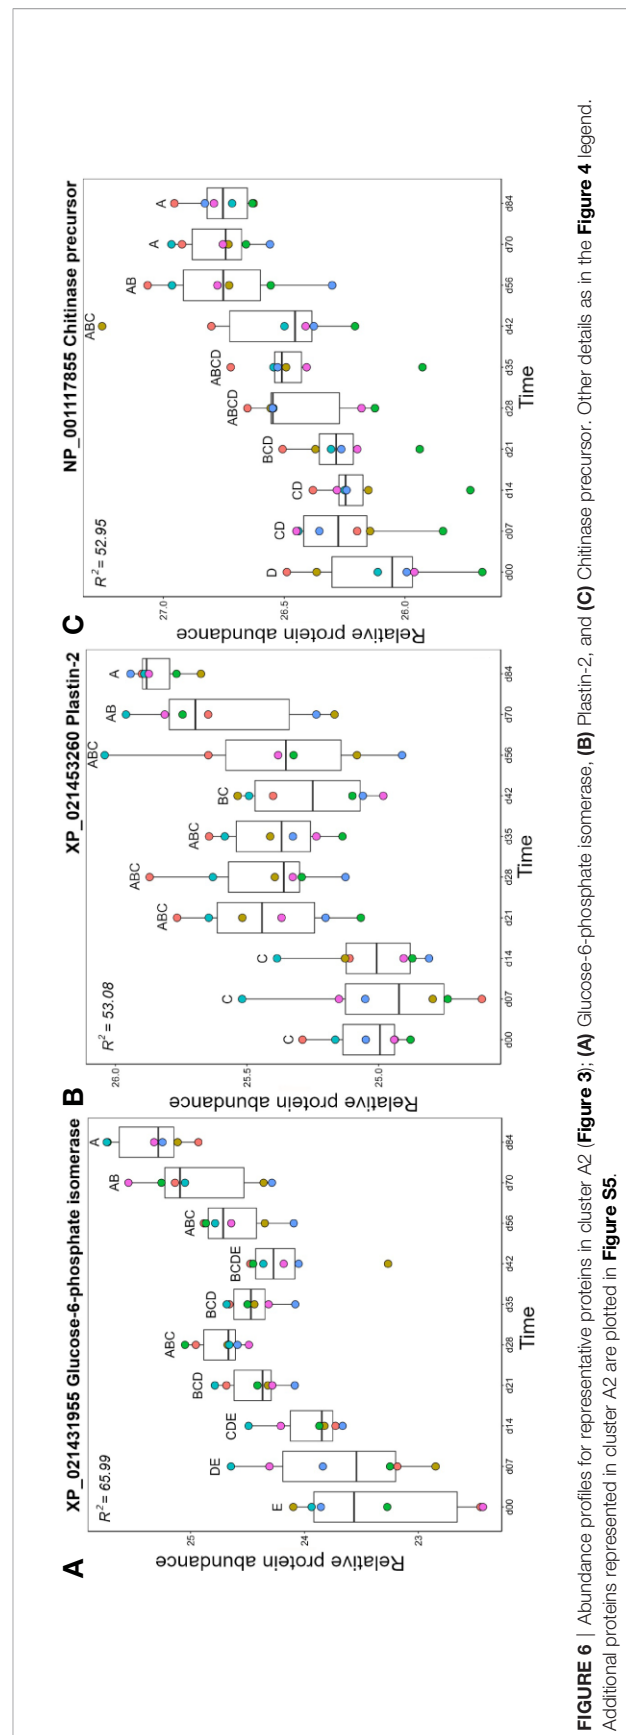 A
XP_021431955 Glucose-6-phosphate isomerase
R² = 65.99
Relative protein abundance
25
24
23
E
DE
CDE
BCD
ABC
BCD
BCDE
ABC
AB
A
d00
d07
d14
d21
d28
d35
d42
d56
d70
d84
Time
B
XP_021453260 Plastin-2
R² = 53.08
Relative protein abundance
26.0
25.5
25.0
C
C
C
ABC
ABC
ABC
BC
ABC
AB
A
d00
d07
d14
d21
d28
d35
d42
d56
d70
d84
Time
C
NP_001117855 Chitinase precursor
R² = 52.95
Relative protein abundance
27.0
26.5
26.0
D
CD
CD
BCD
ABCD
ABCD
ABC
AB
A
A
d00
d07
d14
d21
d28
d35
d42
d56
d70
d84
Time
FIGURE 6 | Abundance profiles for representative proteins in cluster A2 (Figure 3); (A) Glucose-6-phosphate isomerase, (B) Plastin-2, and (C) Chitinase precursor. Other details as in the Figure 4 legend.
Additional proteins represented in cluster A2 are plotted in Figure S5.